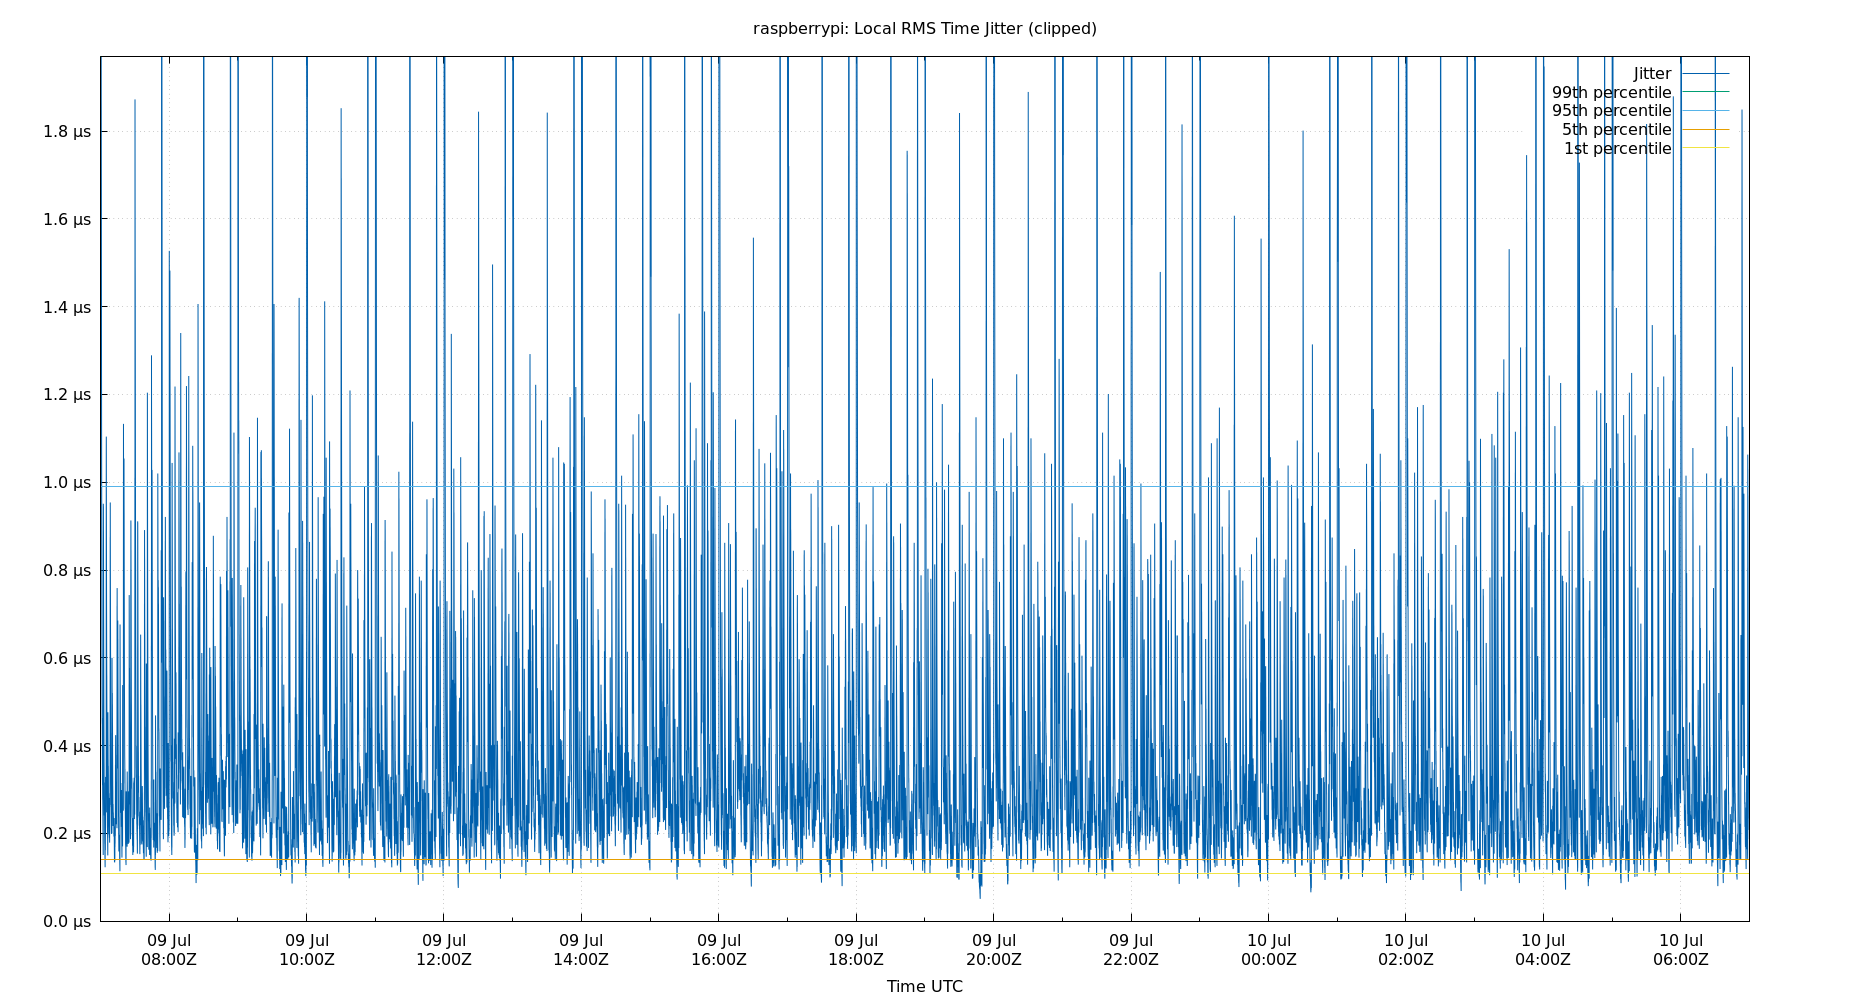 raspberrypi: Local RMS Time Jitter (clipped)
Jitter
99th percentile
95th percentile
5th percentile
1st percentile
1.8 µs
1.6 µs
1.4 µs
1.2 µs
1.0 µs
0.8 µs
0.6 µs
0.4 µs
0.2 µs
0.0 µs
09 Jul 09 Jul 09 Jul 09 Jul 09 Jul 09 Jul 09 Jul 09 Jul 10 Jul 10 Jul 10 Jul 10 Jul
08:00Z 10:00Z 12:00Z 14:00Z 16:00Z 18:00Z 20:00Z 22:00Z 00:00Z 02:00Z 04:00Z 06:00Z
Time UTC